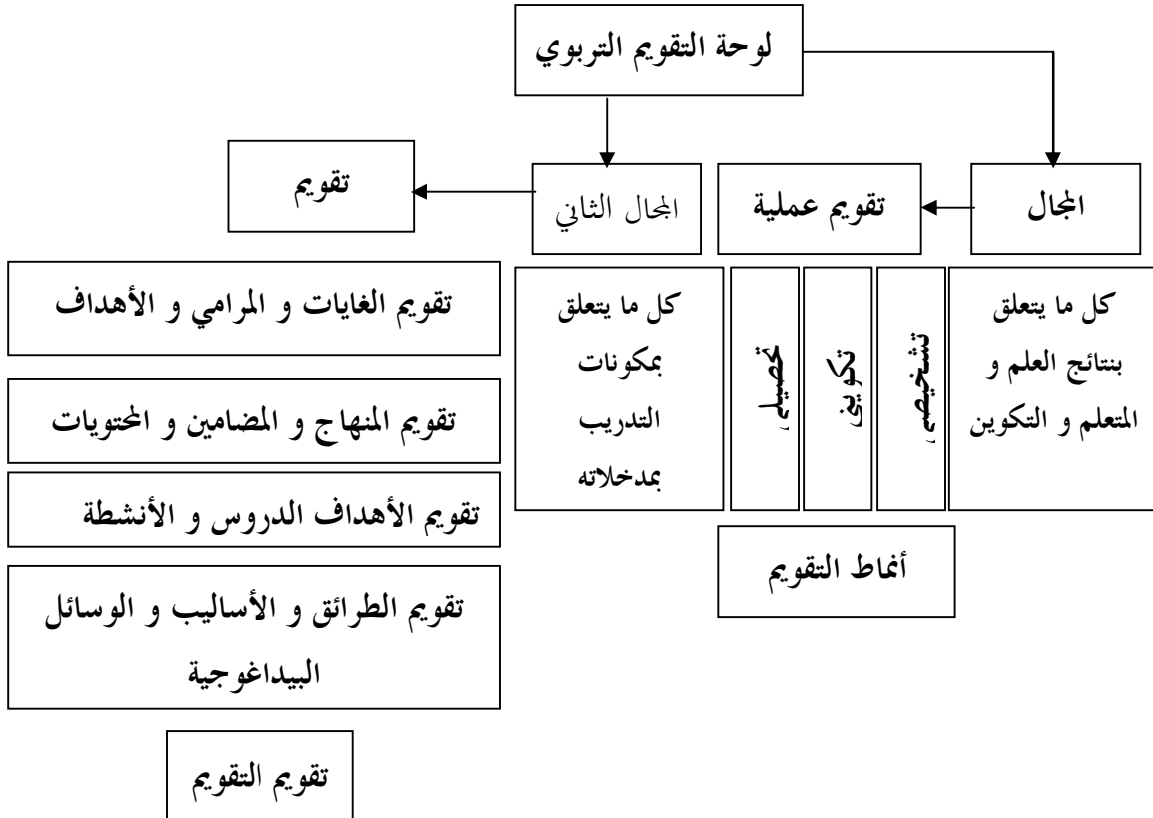 لوحة التقويم التربوي
المجال
تقويم عملية
المجال الثاني
تقويم
كل ما يتعلق
بنتائج العلم و
المتعلم و التكوين
تشخيصي
تكويني
تحصيلي
أنماط التقويم
كل ما يتعلق
بمكونات
التدريب
بمدخلاته
تقويم الغايات و المرامي و الأهداف
تقويم المنهاج و المضامين و المحتويات
تقويم الأهداف الدروس و الأنشطة
تقويم الطرائق و الأساليب و الوسائل
البيداغوجية
تقويم التقويم